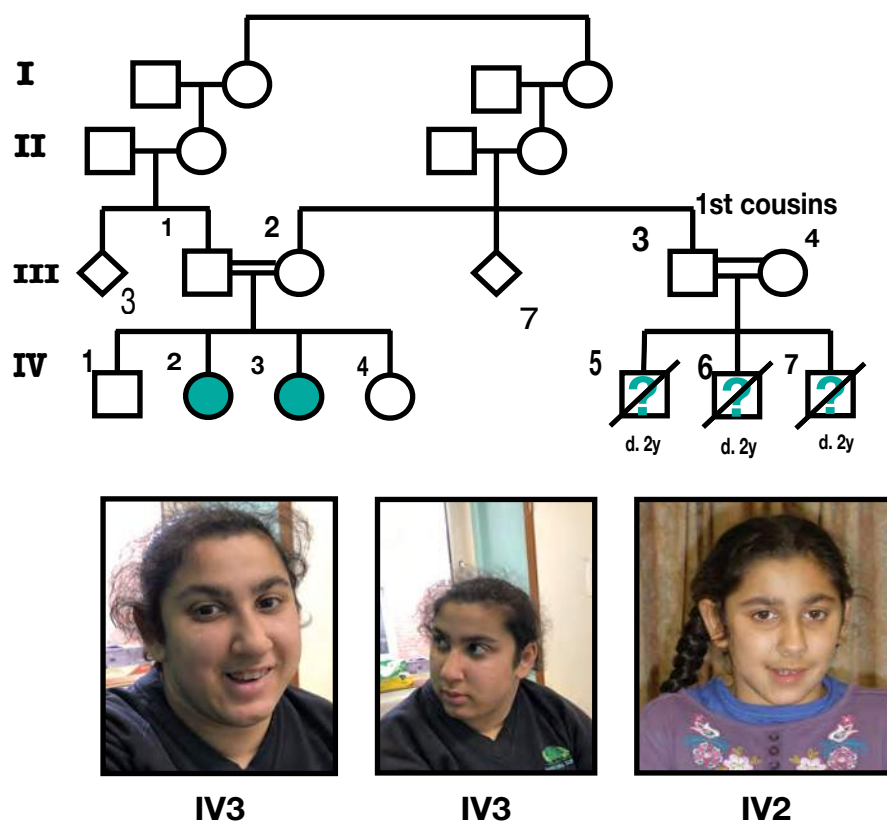 I
II
1st cousins
1 2 3 4
III
3 7
IV
1 2 3 4 5 6 7
? ? ?
d. 2y d. 2y d. 2y
IV3 IV3 IV2